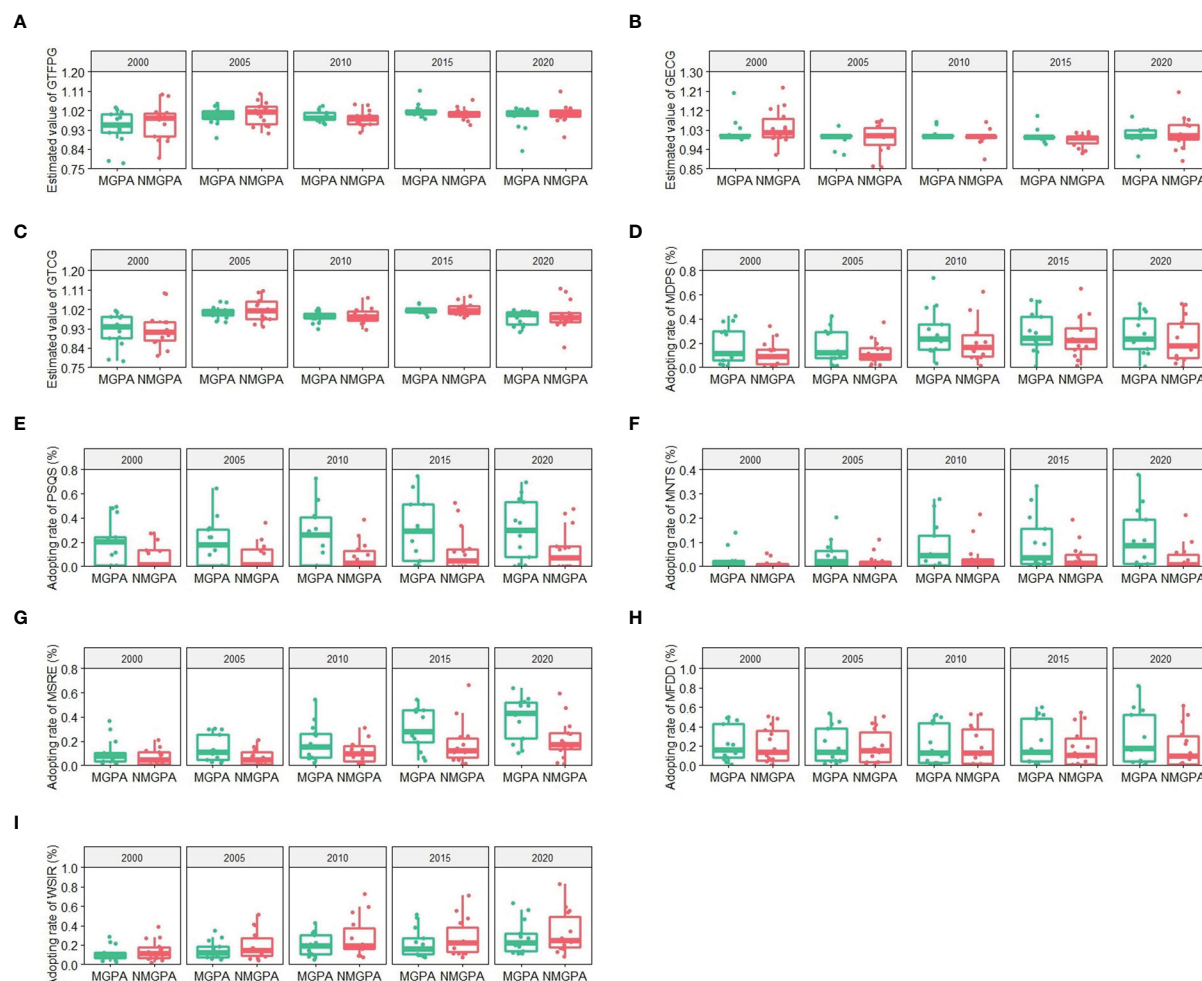 A
Estimated value of GTFPG
2000 2005 2010 2015 2020
1.20
1.11
1.02
0.93
0.84
0.75
MGPA NMGPA MGPA NMGPA MGPA NMGPA MGPA NMGPA MGPA NMGPA
B
Estimated value of GECG
2000 2005 2010 2015 2020
1.30
1.21
1.12
1.03
0.94
0.85
MGPA NMGPA MGPA NMGPA MGPA NMGPA MGPA NMGPA MGPA NMGPA
C
Estimated value of GTCG
2000 2005 2010 2015 2020
1.20
1.11
1.02
0.93
0.84
0.75
MGPA NMGPA MGPA NMGPA MGPA NMGPA MGPA NMGPA MGPA NMGPA
D
Adopting rate of MDPS (%)
2000 2005 2010 2015 2020
0.8
0.6
0.4
0.2
0.0
MGPA NMGPA MGPA NMGPA MGPA NMGPA MGPA NMGPA MGPA NMGPA
E
Adopting rate of PSQS (%)
2000 2005 2010 2015 2020
0.8
0.6
0.4
0.2
0.0
MGPA NMGPA MGPA NMGPA MGPA NMGPA MGPA NMGPA MGPA NMGPA
F
Adopting rate of MNTS (%)
2000 2005 2010 2015 2020
0.4
0.3
0.2
0.1
0.0
MGPA NMGPA MGPA NMGPA MGPA NMGPA MGPA NMGPA MGPA NMGPA
G
Adopting rate of MSRE (%)
2000 2005 2010 2015 2020
0.8
0.6
0.4
0.2
0.0
MGPA NMGPA MGPA NMGPA MGPA NMGPA MGPA NMGPA MGPA NMGPA
H
Adopting rate of MFDD (%)
2000 2005 2010 2015 2020
1.0
0.8
0.6
0.4
0.2
0.0
MGPA NMGPA MGPA NMGPA MGPA NMGPA MGPA NMGPA MGPA NMGPA
I
Adopting rate of WSIR (%)
2000 2005 2010 2015 2020
1.0
0.8
0.6
0.4
0.2
0.0
MGPA NMGPA MGPA NMGPA MGPA NMGPA MGPA NMGPA MGPA NMGPA